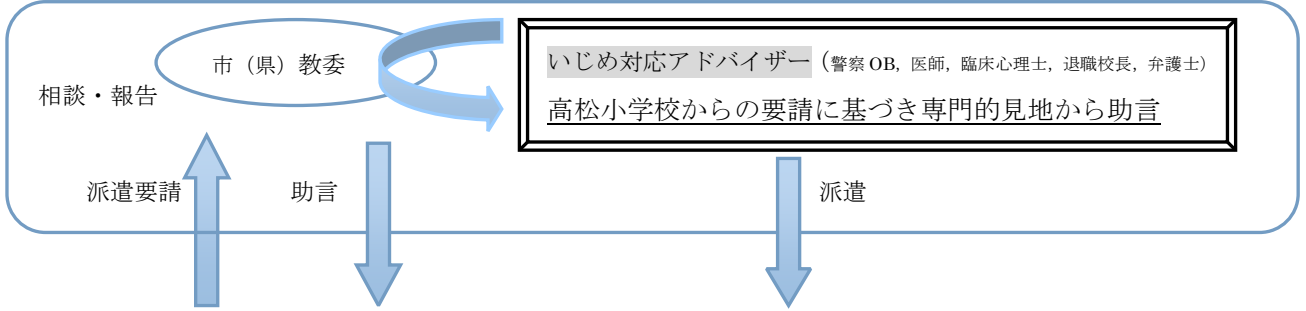 市（県）教委
いじめ対応アドバイザー（警察 OB，医師，臨床心理士，退職校長，弁護士）
相談・報告
高松小学校からの要請に基づき専門的見地から助言
派遣要請
助言
派遣